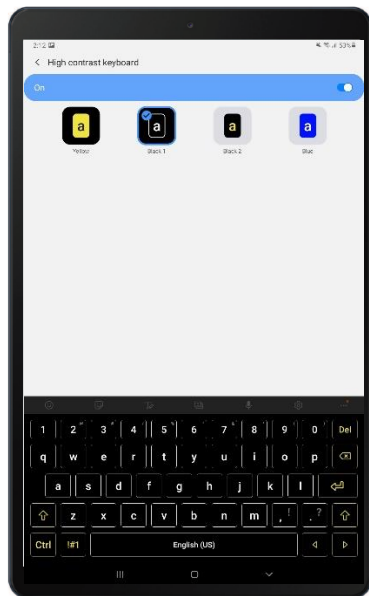 2:12 53%
< High contrast keyboard
On
a a a a
Yellow Black 1 Black 2 Blue
1 2 3 4 5 6 7 8 9 0 Del
q w e r t y u i o p
a s d f g h j k l
z x c v b n m , ! . ?
Ctrl !#1 English (US)